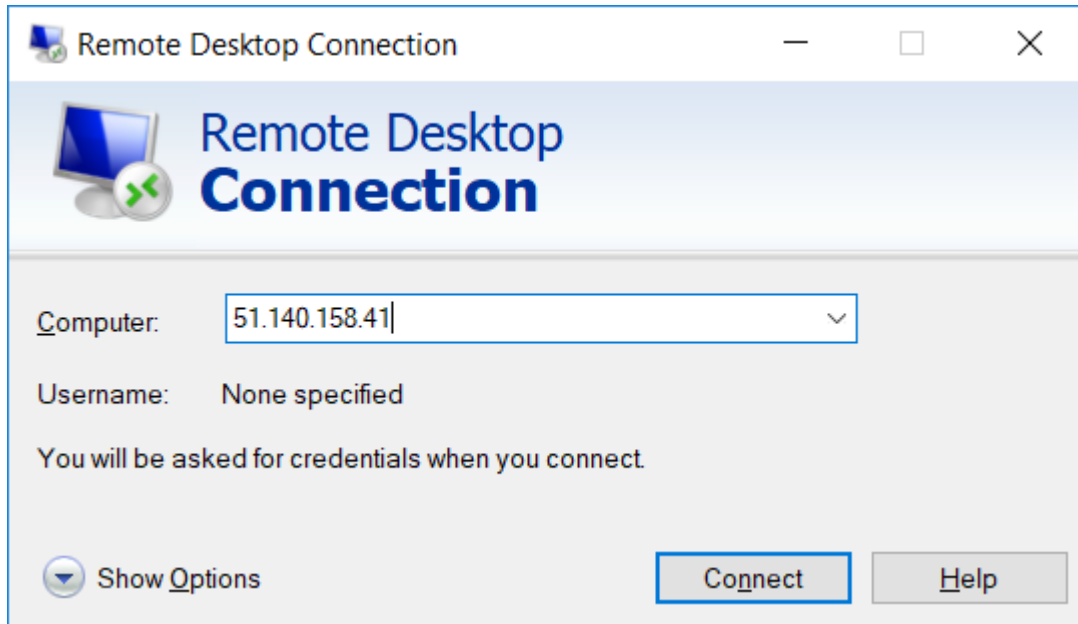 Remote Desktop Connection
Remote Desktop
Connection
Computer: 51.140.158.41
Username: None specified
You will be asked for credentials when you connect.
Show Options Connect Help